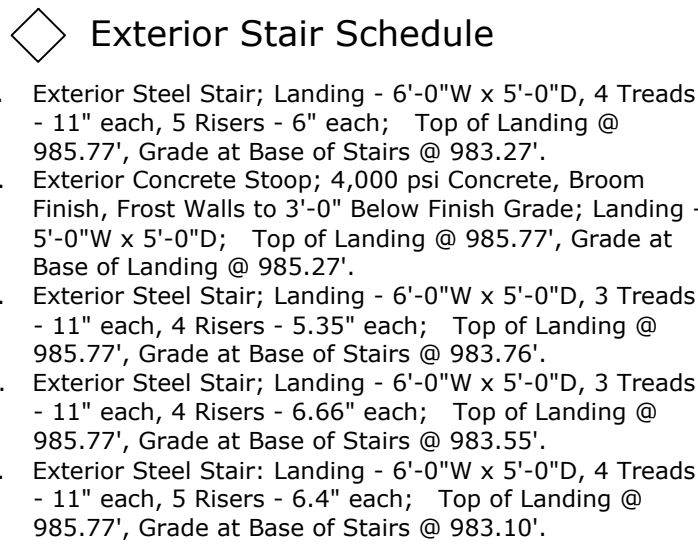 Exterior Stair Schedule
. Exterior Steel Stair; Landing - 6'-0"W x 5'-0"D, 4 Treads
- 11" each, 5 Risers - 6" each; Top of Landing @
985.77', Grade at Base of Stairs @ 983.27'.
. Exterior Concrete Stoop; 4,000 psi Concrete, Broom
Finish, Frost Walls to 3'-0" Below Finish Grade; Landing -
5'-0"W x 5'-0"D; Top of Landing @ 985.77', Grade at
Base of Landing @ 985.27'.
. Exterior Steel Stair; Landing - 6'-0"W x 5'-0"D, 3 Treads
- 11" each, 4 Risers - 5.35" each; Top of Landing @
985.77', Grade at Base of Stairs @ 983.76'.
. Exterior Steel Stair; Landing - 6'-0"W x 5'-0"D, 3 Treads
- 11" each, 4 Risers - 6.66" each; Top of Landing @
985.77', Grade at Base of Stairs @ 983.55'.
. Exterior Steel Stair: Landing - 6'-0"W x 5'-0"D, 4 Treads
- 11" each, 5 Risers - 6.4" each; Top of Landing @
985.77', Grade at Base of Stairs @ 983.10'.